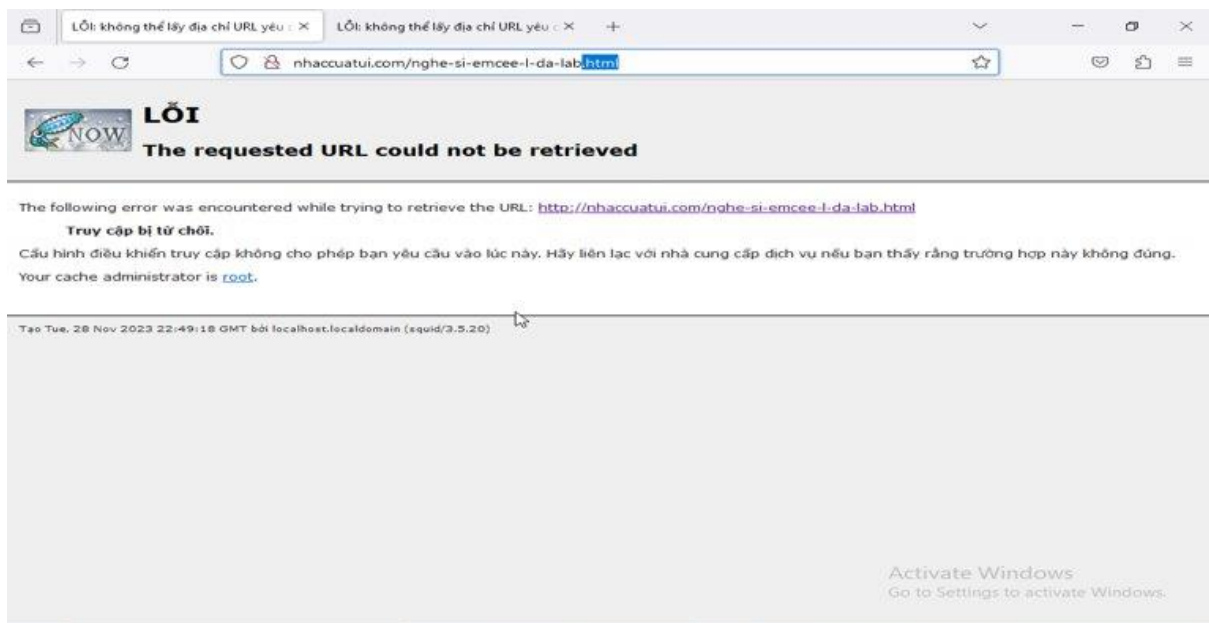 LỖI: không thể lấy địa chỉ URL yêu c
LỖI: không thể lấy địa chỉ URL yêu c
nhaccuatui.com/nghe-si-emcee-l-da-lab.html
NOW
LỖI
The requested URL could not be retrieved
The following error was encountered while trying to retrieve the URL: http://nhaccuatui.com/nghe-si-emcee-l-da-lab.html
Truy cập bị từ chối.
Cấu hình điều khiển truy cập không cho phép bạn yêu cầu vào lúc này. Hãy liên lạc với nhà cung cấp dịch vụ nếu bạn thấy rằng trường hợp này không đúng.
Your cache administrator is root.
Tạo Tue, 28 Nov 2023 22:49:18 GMT bởi localhost.localdomain (squid/3.5.20)
Activate Windows
Go to Settings to activate Windows.